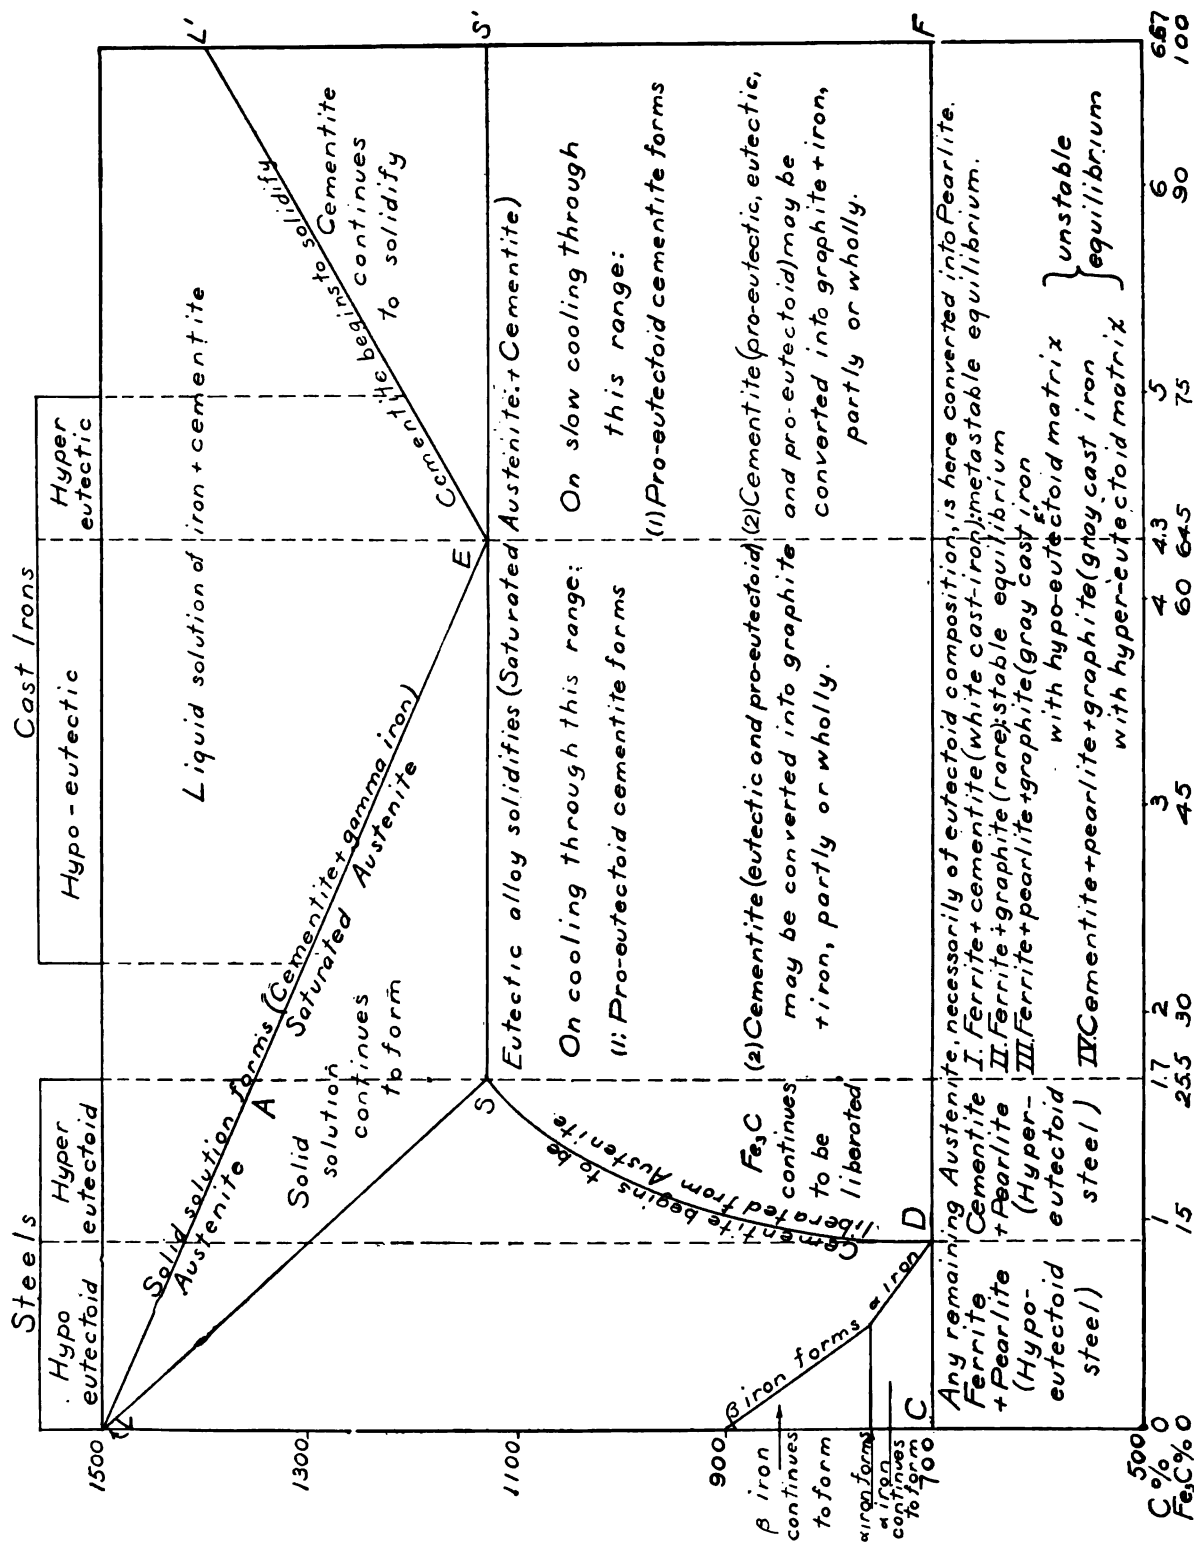 Steels
Cast Irons
Hypo
eutectoid
Hyper
eutectoid
Hypo-eutectic
Hyper
eutectic
1500
1300
1100
900
700
500
L'
S'
F
A
E
S
D
C
Liquid solution of iron + cementite
Solid solution forms (Cementite + gamma iron)
Austenite
Saturated Austenite
Solid
solution
continues
to form
Cementite begins to solidify
Cementite
continues
to
solidify
Eutectic alloy solidifies (Saturated Austenite + Cementite)
On cooling through this range:
(1) Pro-eutectoid cementite forms
(2) Cementite (eutectic and pro-eutectoid)
may be converted into graphite
+iron, partly or wholly.
On slow cooling through
this range:
(1) Pro-eutectoid cementite forms
(2) Cementite (pro-eutectic, eutectic,
and pro-eutectoid) may be
converted into graphite + iron,
partly or wholly.
Cementite begins to be
liberated from Austenite
Fe₃C
continues
to be
liberated
β iron forms
α iron
β iron
continues
to form
α iron forms
α iron
continues
to form
Any remaining Austenite, necessarily of eutectoid composition, is here converted into Pearlite.
Ferrite
+ Pearlite
(Hypo-
eutectoid
steel)
Cementite
+ Pearlite
(Hyper-
eutectoid
steel)
I. Ferrite + cementite (white cast-iron): metastable equilibrium.
II. Ferrite + graphite (rare): stable equilibrium
III. Ferrite + pearlite + graphite (gray cast iron
with hypo-eutectoid matrix
IV. Cementite + pearlite + graphite (gray cast iron
with hyper-eutectoid matrix
unstable
equilibrium
C% 0 1 1.7 2 3 4 4.3 5 6 6.67
Fe₃C% 0 15 25.5 30 45 60 64.5 75 90 100